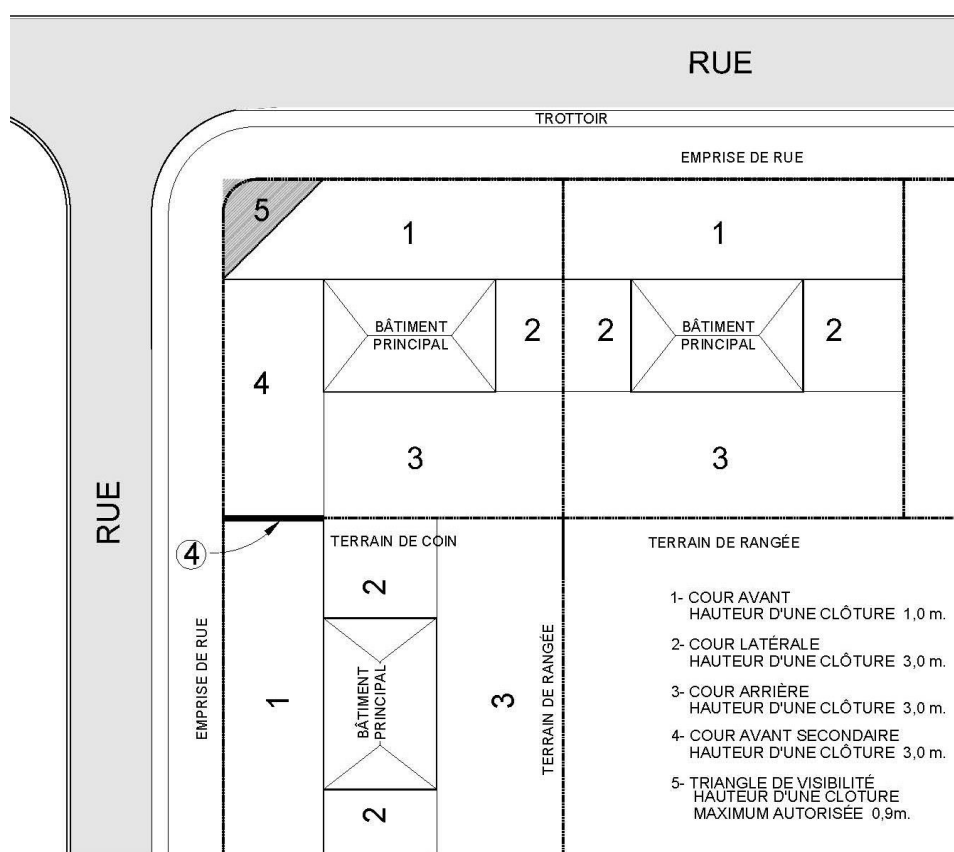 RUE
TROTTOIR
EMPRISE DE RUE
5
1
1
BÂTIMENT
PRINCIPAL
2
2
BÂTIMENT
PRINCIPAL
2
4
3
3
RUE
4
TERRAIN DE COIN
TERRAIN DE RANGÉE
2
EMPRISE DE RUE
1
BÂTIMENT
PRINCIPAL
3
TERRAIN DE RANGÉE
2
1- COUR AVANT
HAUTEUR D'UNE CLÔTURE 1,0 m.
2- COUR LATÉRALE
HAUTEUR D'UNE CLÔTURE 3,0 m.
3- COUR ARRIÈRE
HAUTEUR D'UNE CLÔTURE 3,0 m.
4- COUR AVANT SECONDAIRE
HAUTEUR D'UNE CLÔTURE 3,0 m.
5- TRIANGLE DE VISIBILITÉ
HAUTEUR D'UNE CLÔTURE
MAXIMUM AUTORISÉE 0,9m.